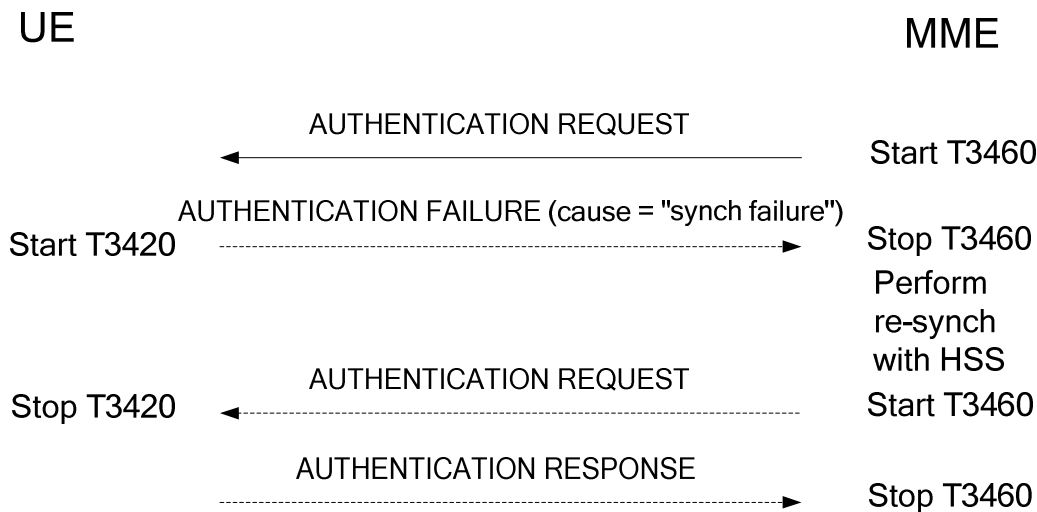 UE
MME
AUTHENTICATION REQUEST
Start T3460
AUTHENTICATION FAILURE (cause = "synch failure")
Start T3420
Stop T3460
Perform
re-synch
with HSS
AUTHENTICATION REQUEST
Stop T3420
Start T3460
AUTHENTICATION RESPONSE
Stop T3460